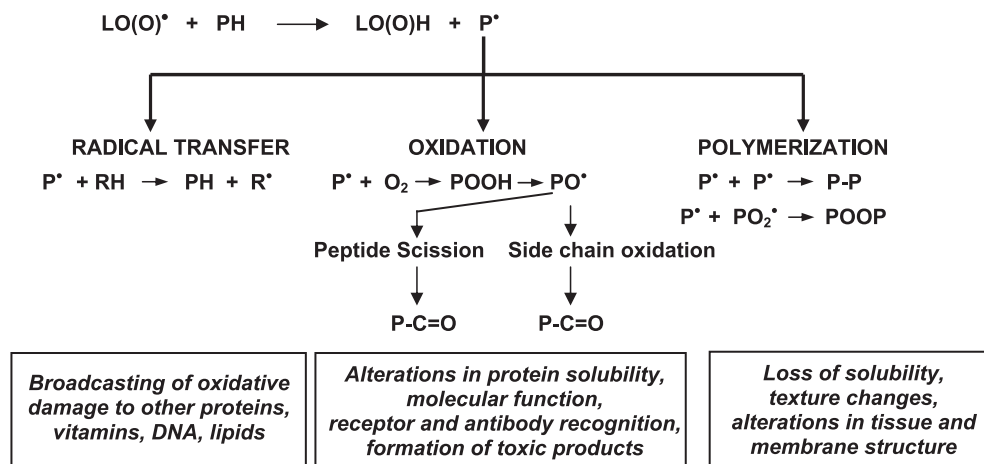 LO(O)• + PH → LO(O)H + P•
RADICAL TRANSFER
P• + RH → PH + R•
OXIDATION
P• + O₂ → POOH → PO•
Peptide Scission Side chain oxidation
P-C=O P-C=O
POLYMERIZATION
P• + P• → P-P
P• + PO₂• → POOP
Broadcasting of oxidative
damage to other proteins,
vitamins, DNA, lipids
Alterations in protein solubility,
molecular function,
receptor and antibody recognition,
formation of toxic products
Loss of solubility,
texture changes,
alterations in tissue and
membrane structure